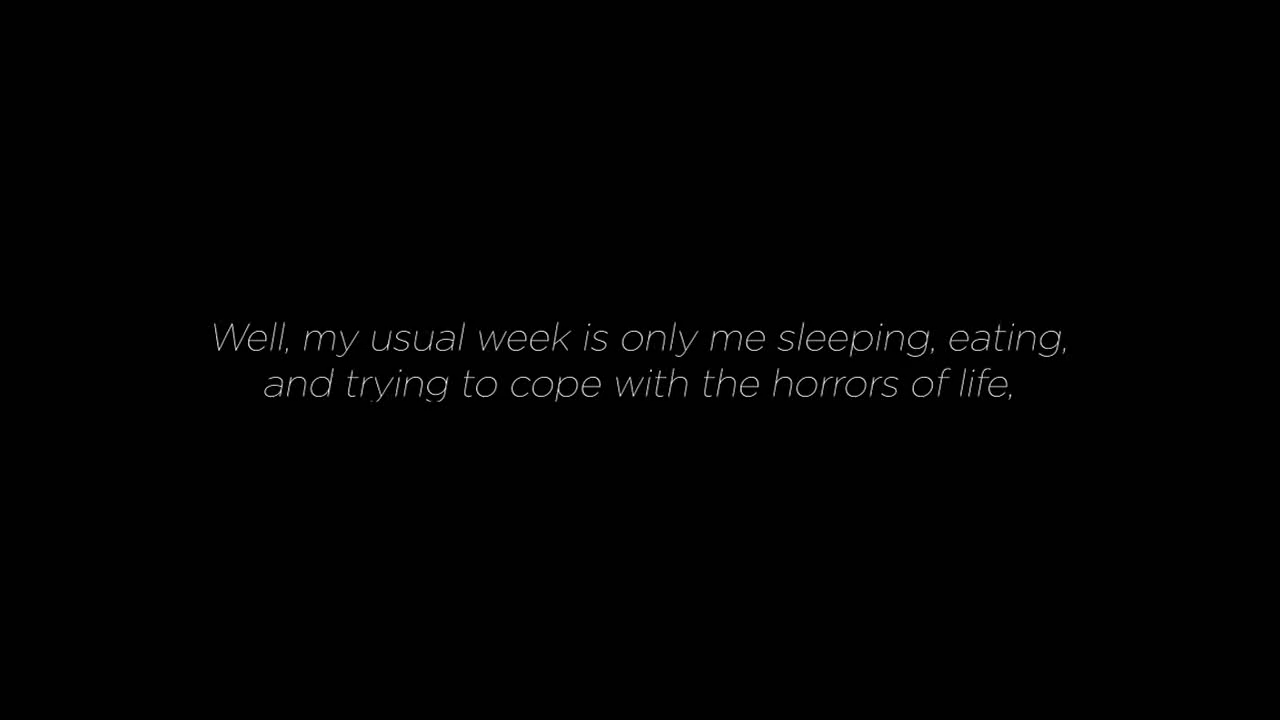 Well, my usual week is only me sleeping, eating,
and trying to cope with the horrors of life,